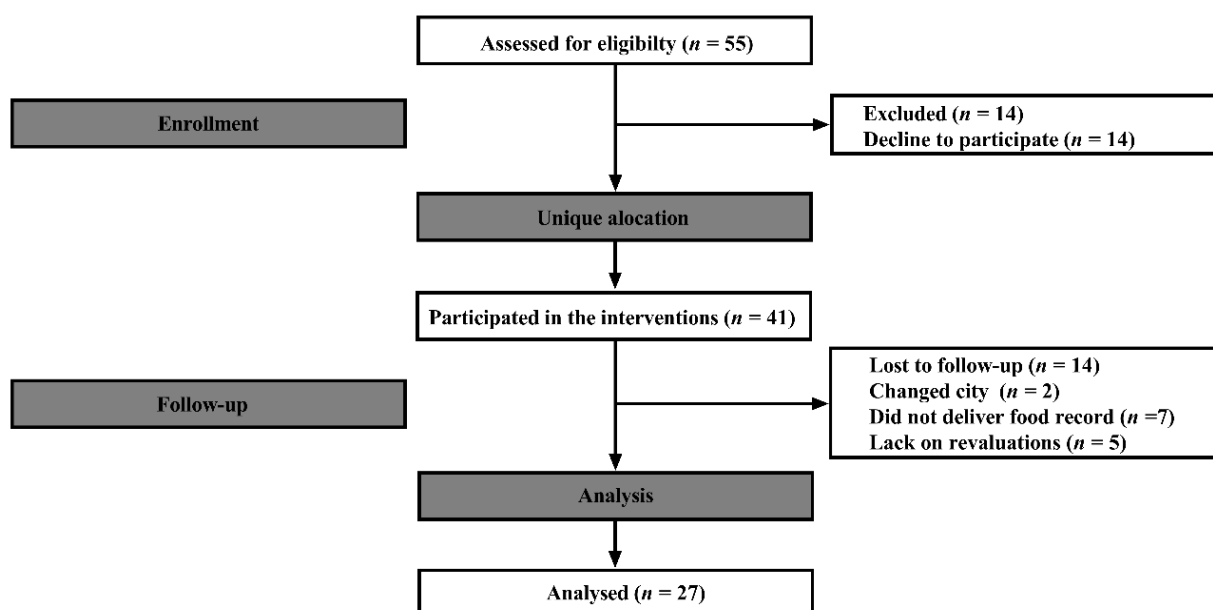 Assessed for eligibilty (n = 55)
Enrollment
Excluded (n = 14)
Decline to participate (n = 14)
Unique alocation
Participated in the interventions (n = 41)
Lost to follow-up (n = 14)
Changed city (n = 2)
Did not deliver food record (n =7)
Lack on revaluations (n = 5)
Follow-up
Analysis
Analysed (n = 27)